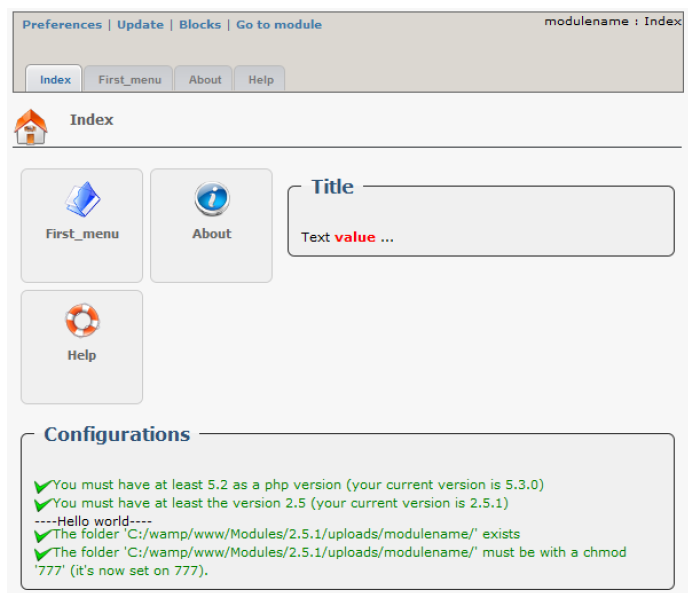 Preferences | Update | Blocks | Go to module
modulename : Index
Index First_menu About Help
Index
First_menu
About
Title
Text value ...
Help
Configurations
You must have at least 5.2 as a php version (your current version is 5.3.0)
You must have at least the version 2.5 (your current version is 2.5.1)
----Hello world----
The folder 'C:/wamp/www/Modules/2.5.1/uploads/modulename/' exists
The folder 'C:/wamp/www/Modules/2.5.1/uploads/modulename/' must be with a chmod
'777' (it's now set on 777).